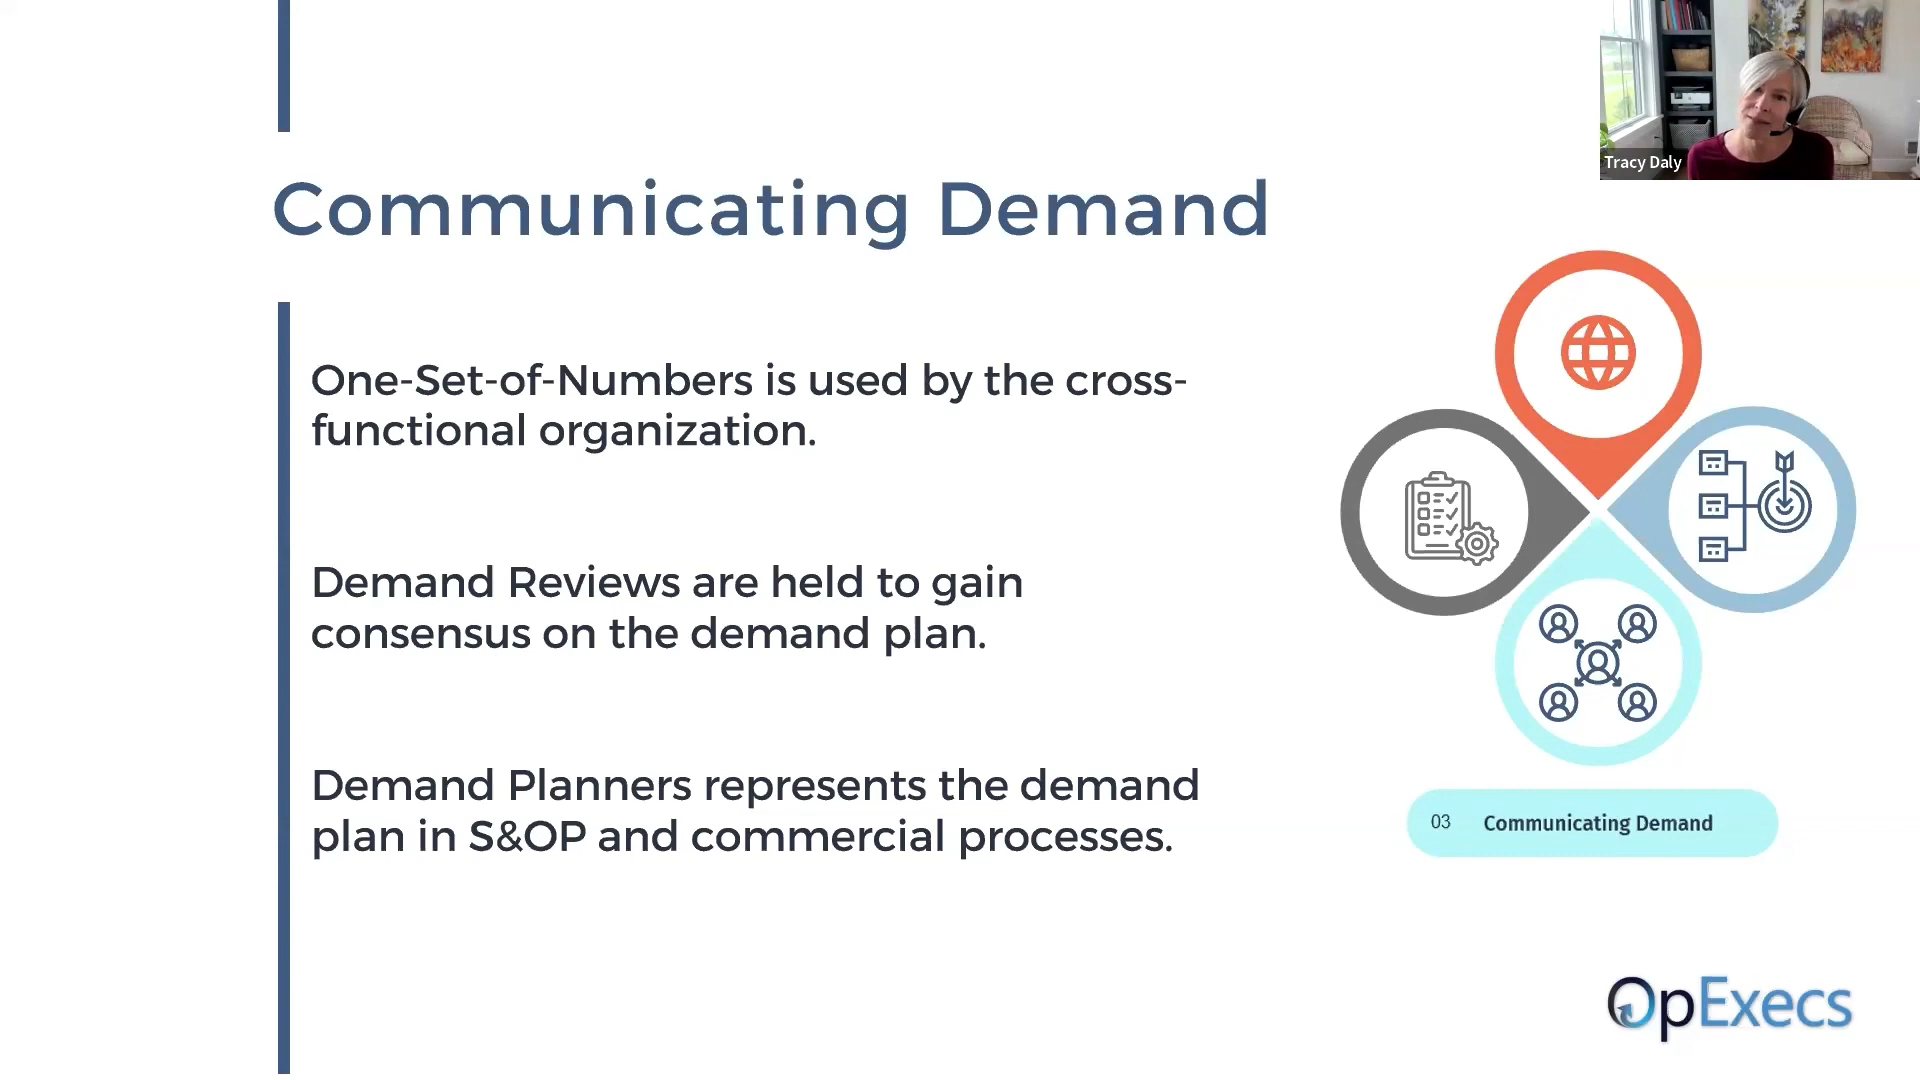 Tracy Daly
Communicating Demand
One-Set-of-Numbers is used by the cross-
functional organization.
Demand Reviews are held to gain
consensus on the demand plan.
Demand Planners represents the demand
plan in S&OP and commercial processes.
03 Communicating Demand
OpExecs